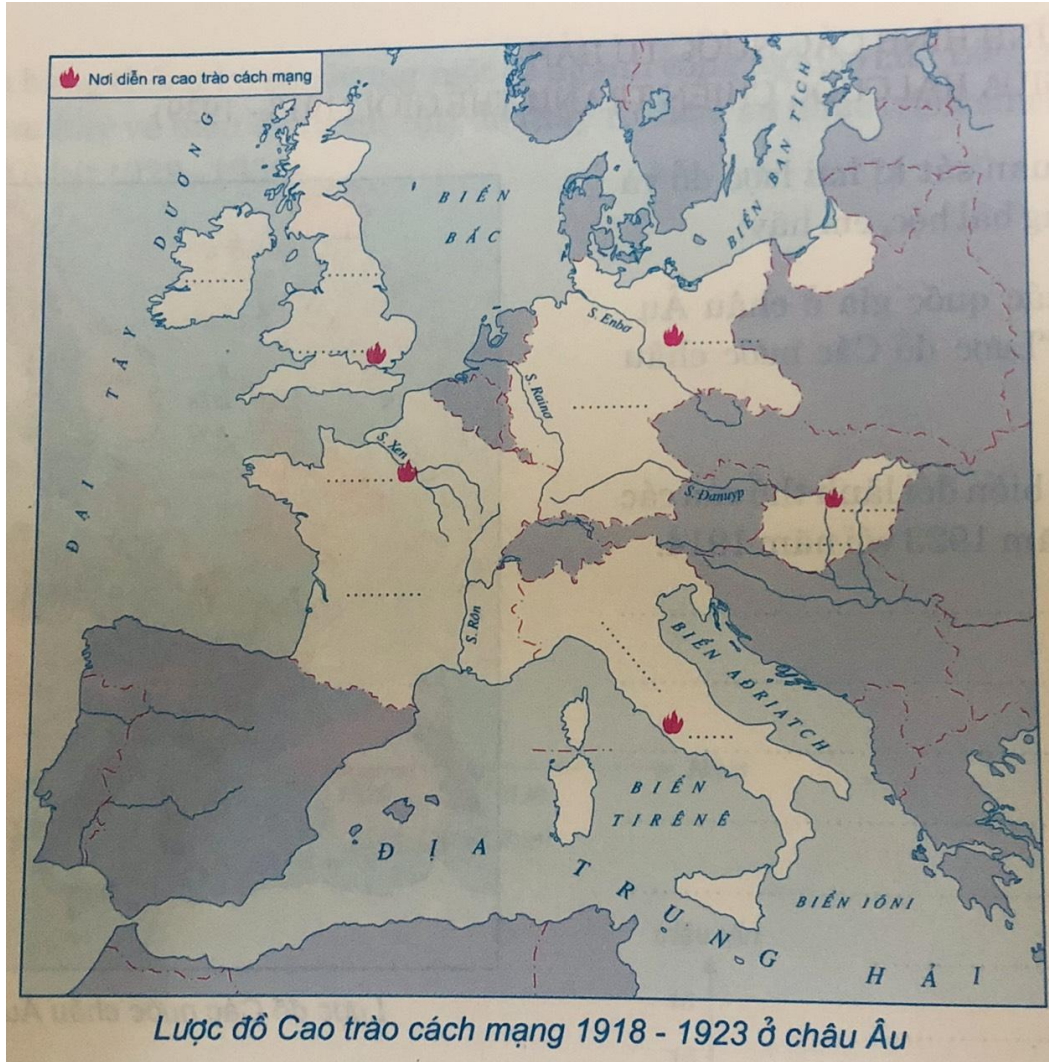 Nơi diễn ra cao trào cách mạng
ĐẠI TÂY DƯƠNG
BIỂN
BẮC
BIỂN BAN TÍCH
S. Enbơ
S. Rainơ
S. Xen
S. Đanuyp
S. Rôn
BIỂN AĐRIATCH
BIỂN
TIRÊNÊ
ĐỊA TRUNG HẢI
BIỂN IÔNI
Lược đồ Cao trào cách mạng 1918 - 1923 ở châu Âu